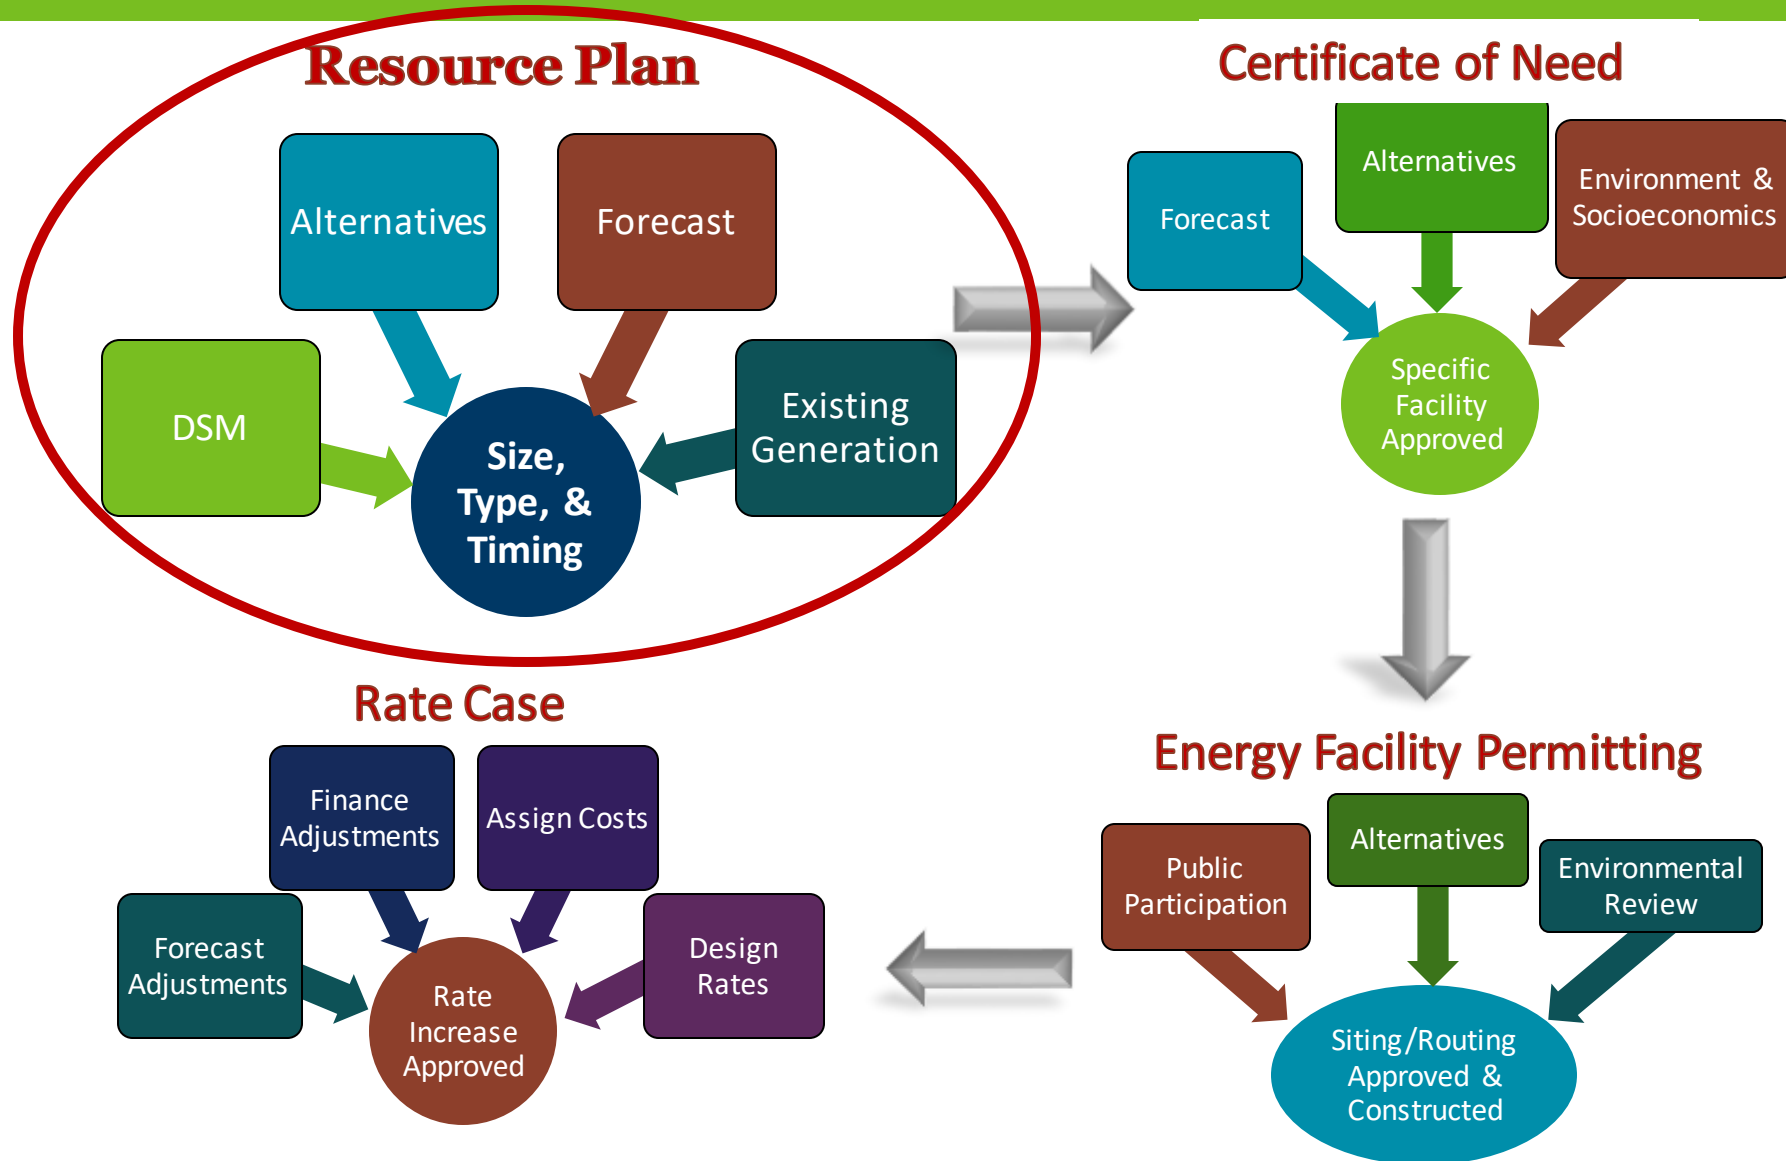 Resource Plan
Alternatives
Forecast
DSM
Existing
Generation
Size,
Type, &
Timing
Certificate of Need
Forecast
Alternatives
Environment &
Socioeconomics
Specific
Facility
Approved
Energy Facility Permitting
Public
Participation
Alternatives
Environmental
Review
Siting/Routing
Approved &
Constructed
Rate Case
Forecast
Adjustments
Finance
Adjustments
Assign Costs
Design
Rates
Rate
Increase
Approved